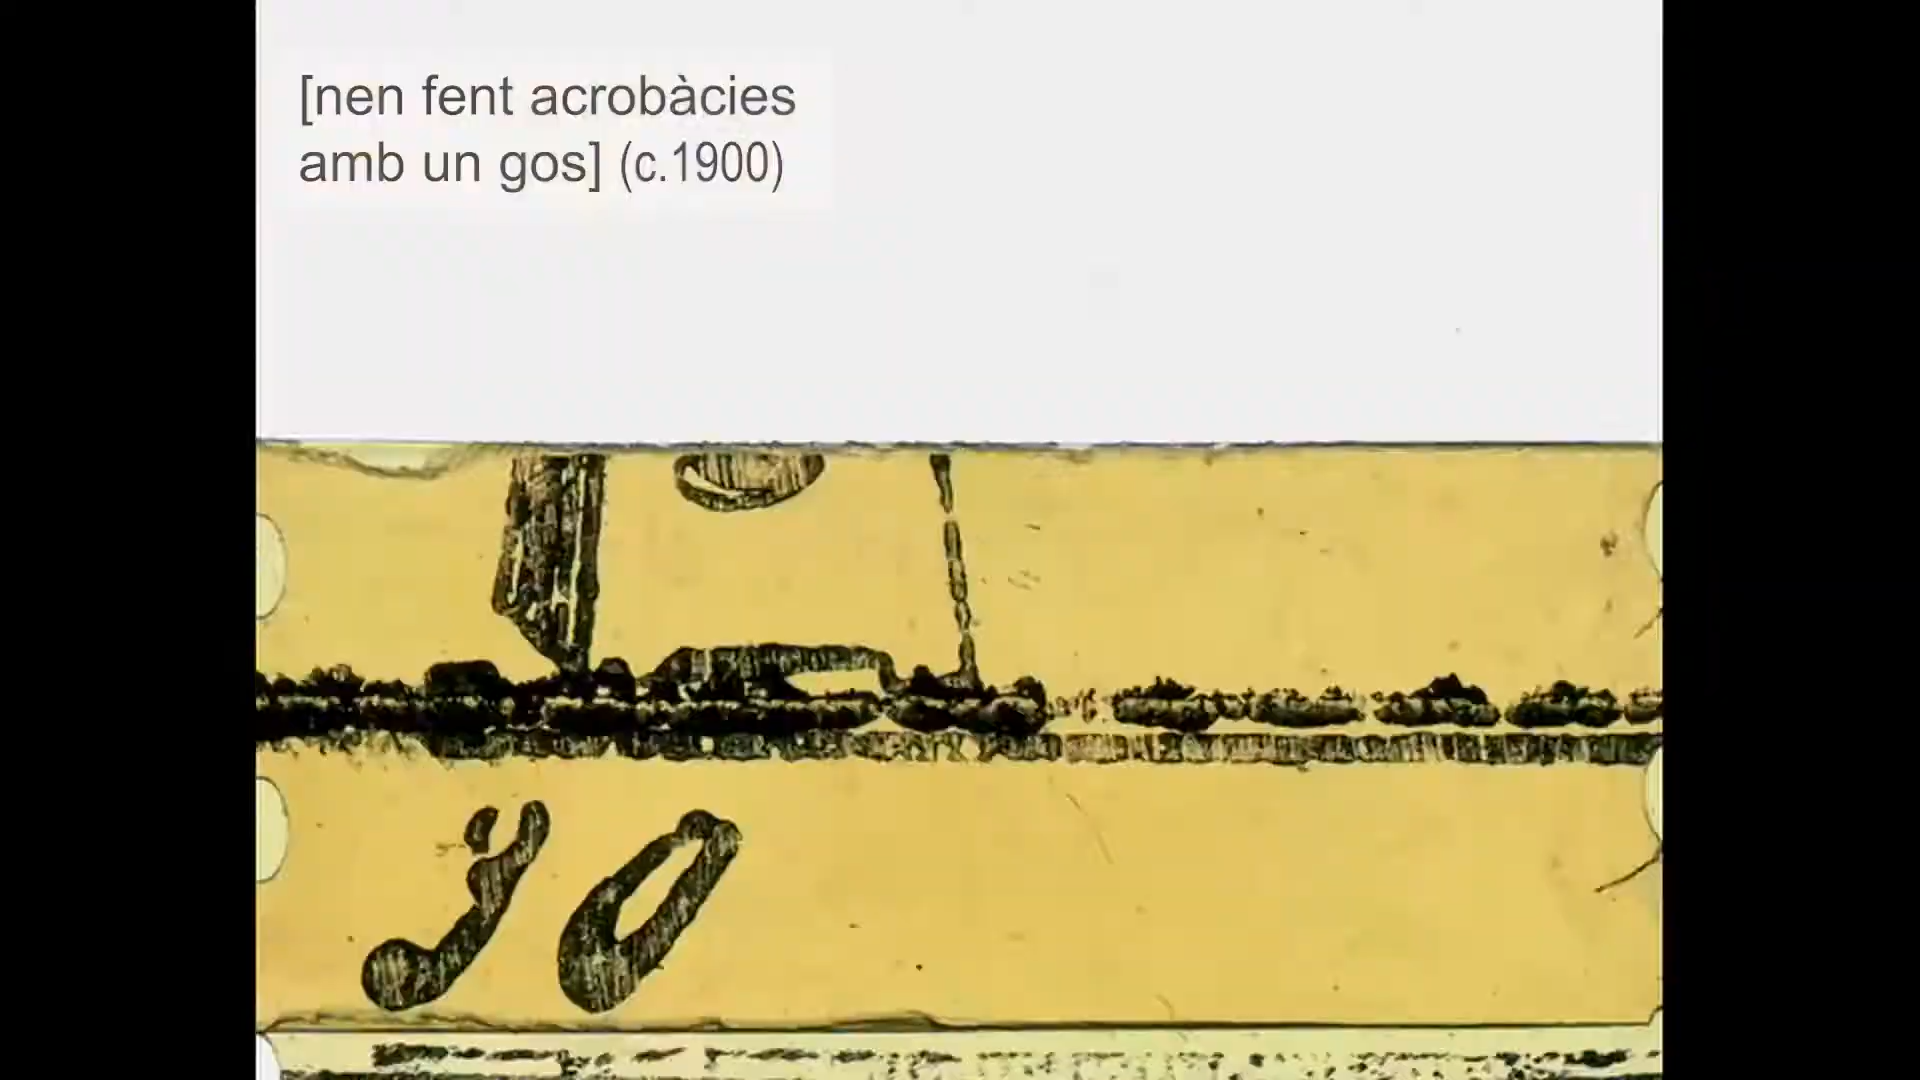 [nen fent acrobàcies
amb un gos] (c.1900)